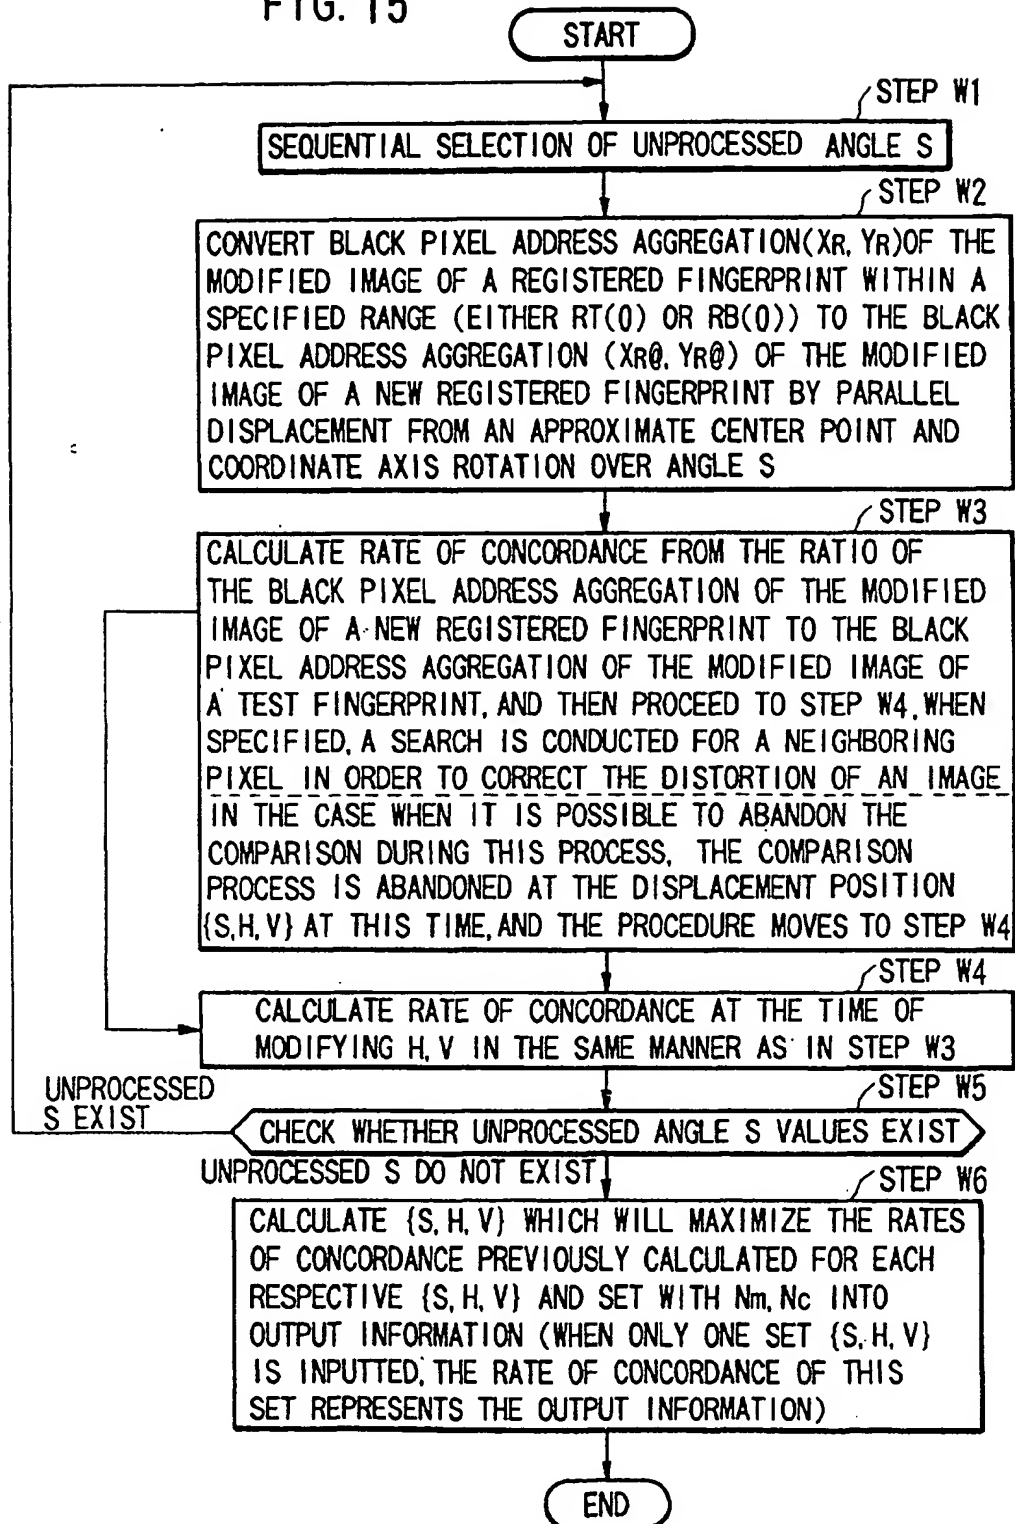 FIG. 15
START
STEP W1
SEQUENTIAL SELECTION OF UNPROCESSED ANGLE S
STEP W2
CONVERT BLACK PIXEL ADDRESS AGGREGATION(XR, YR)OF THE
MODIFIED IMAGE OF A REGISTERED FINGERPRINT WITHIN A
SPECIFIED RANGE (EITHER RT(Q) OR RB(Q)) TO THE BLACK
PIXEL ADDRESS AGGREGATION (XR@, YR@) OF THE MODIFIED
IMAGE OF A NEW REGISTERED FINGERPRINT BY PARALLEL
DISPLACEMENT FROM AN APPROXIMATE CENTER POINT AND
COORDINATE AXIS ROTATION OVER ANGLE S
STEP W3
CALCULATE RATE OF CONCORDANCE FROM THE RATIO OF
THE BLACK PIXEL ADDRESS AGGREGATION OF THE MODIFIED
IMAGE OF A NEW REGISTERED FINGERPRINT TO THE BLACK
PIXEL ADDRESS AGGREGATION OF THE MODIFIED IMAGE OF
A TEST FINGERPRINT, AND THEN PROCEED TO STEP W4. WHEN
SPECIFIED, A SEARCH IS CONDUCTED FOR A NEIGHBORING
PIXEL IN ORDER TO CORRECT THE DISTORTION OF AN IMAGE
IN THE CASE WHEN IT IS POSSIBLE TO ABANDON THE
COMPARISON DURING THIS PROCESS, THE COMPARISON
PROCESS IS ABANDONED AT THE DISPLACEMENT POSITION
{S, H, V} AT THIS TIME, AND THE PROCEDURE MOVES TO STEP W4
STEP W4
CALCULATE RATE OF CONCORDANCE AT THE TIME OF
MODIFYING H, V IN THE SAME MANNER AS IN STEP W3
UNPROCESSED
S EXIST
STEP W5
CHECK WHETHER UNPROCESSED ANGLE S VALUES EXIST
UNPROCESSED S DO NOT EXIST
STEP W6
CALCULATE {S, H, V} WHICH WILL MAXIMIZE THE RATES
OF CONCORDANCE PREVIOUSLY CALCULATED FOR EACH
RESPECTIVE {S, H, V} AND SET WITH Nm, Nc INTO
OUTPUT INFORMATION (WHEN ONLY ONE SET {S, H, V}
IS INPUTTED, THE RATE OF CONCORDANCE OF THIS
SET REPRESENTS THE OUTPUT INFORMATION)
END